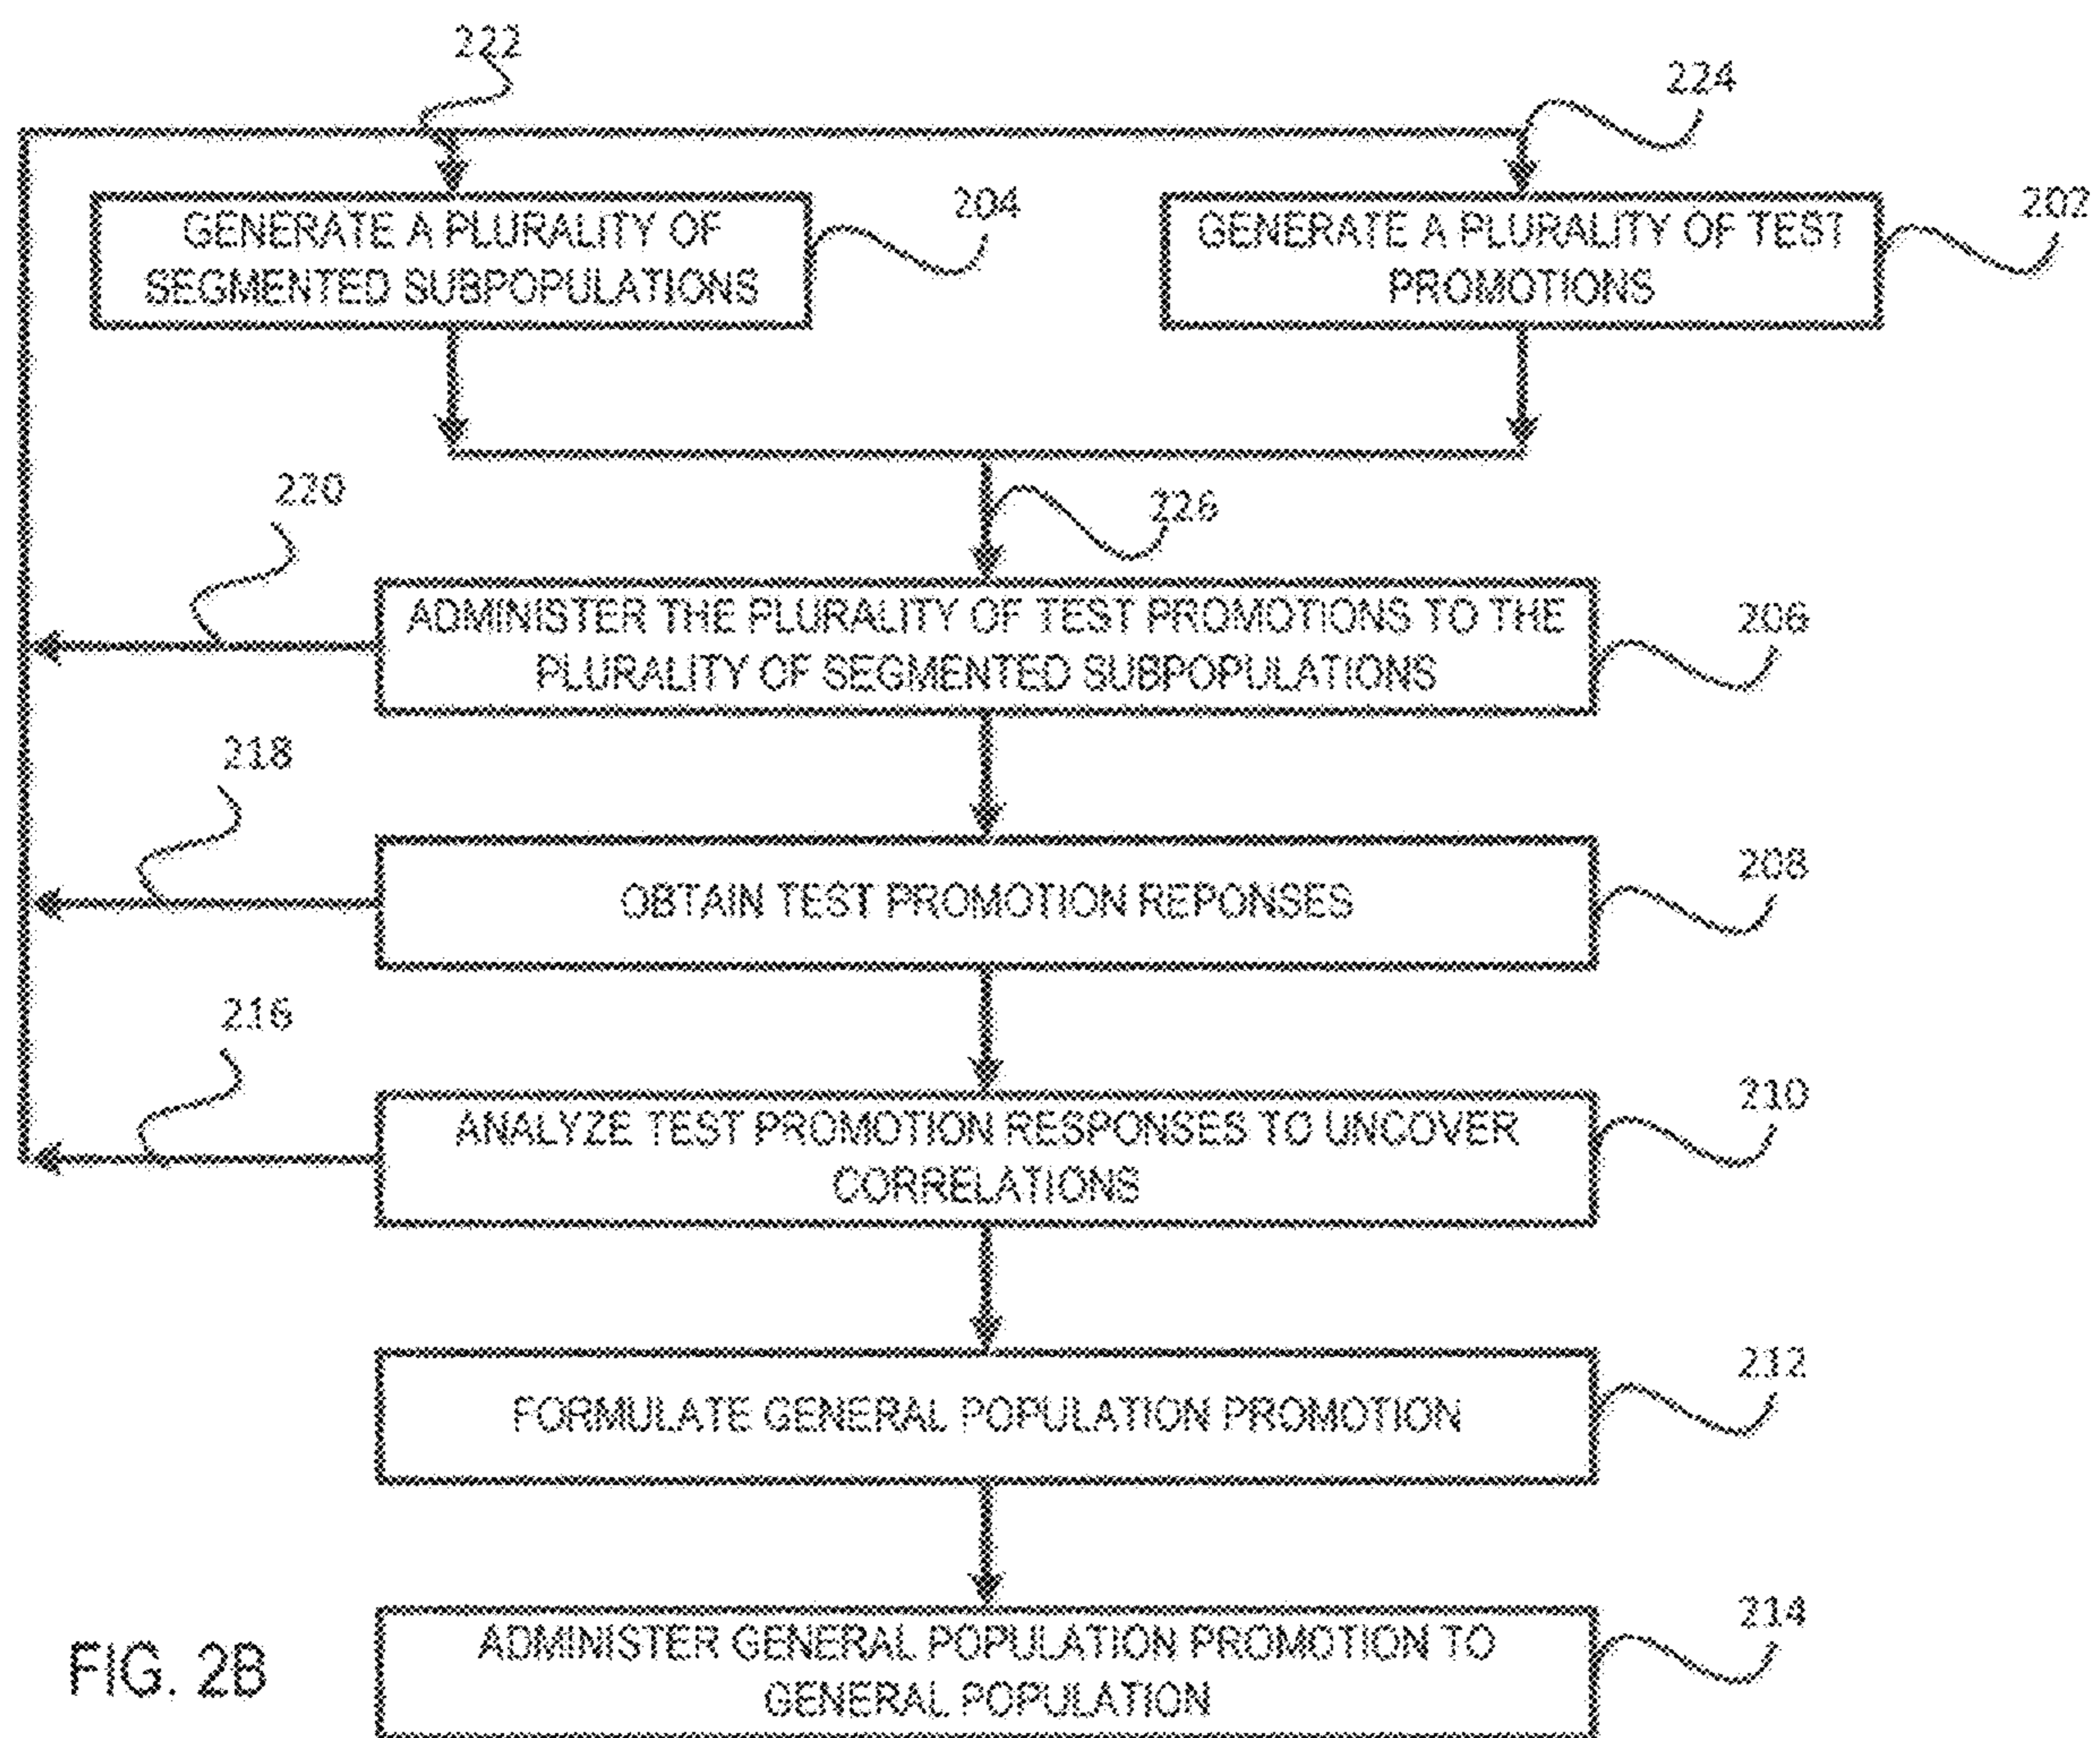 222
224
GENERATE A PLURALITY OF
SEGMENTED SUBPOPULATIONS
204
GENERATE A PLURALITY OF TEST
PROMOTIONS
202
220
226
ADMINISTER THE PLURALITY OF TEST PROMOTIONS TO THE
PLURALITY OF SEGMENTED SUBPOPULATIONS
206
218
OBTAIN TEST PROMOTION REPONSES
208
216
ANALYZE TEST PROMOTION RESPONSES TO UNCOVER
CORRELATIONS
210
FORMULATE GENERAL POPULATION PROMOTION
212
ADMINISTER GENERAL POPULATION PROMOTION TO
GENERAL POPULATION
214
FIG. 2B